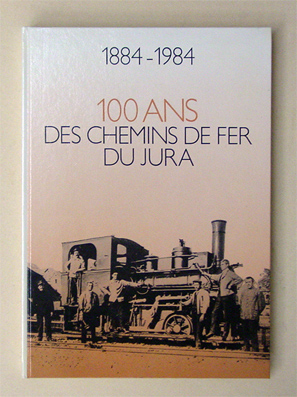 1884-1984
100 ANS
DES CHEMINS DE FER
DU JURA